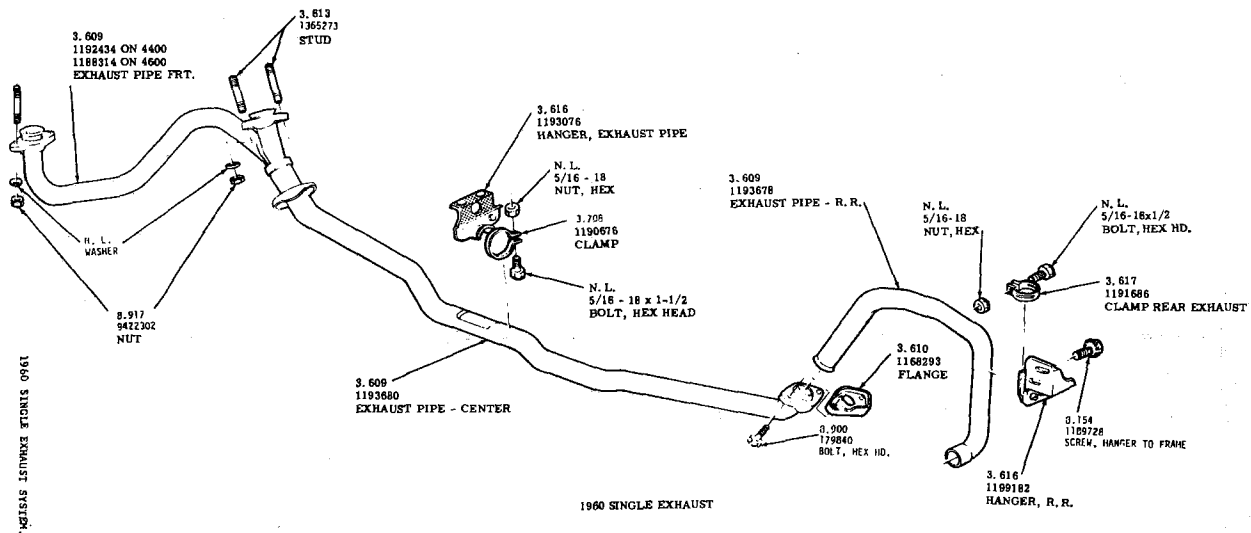 3.609
1192434 ON 4400
1188314 ON 4600
EXHAUST PIPE FRT.
3.613
1365273
STUD
3.616
1193076
HANGER, EXHAUST PIPE
N. L.
5/16 - 18
NUT, HEX
3.708
1190676
CLAMP
N. L.
5/16 - 18 x 1-1/2
BOLT, HEX HEAD
3.609
1193678
EXHAUST PIPE - R.R.
N. L.
5/16-18
NUT, HEX
N. L.
5/16-18x1/2
BOLT, HEX HD.
3.617
1191686
CLAMP REAR EXHAUST
N. L.
WASHER
8.917
9422302
NUT
3.609
1193680
EXHAUST PIPE - CENTER
3.610
1168293
FLANGE
8.900
179840
BOLT, HEX HD.
8.154
1189728
SCREW, HANGER TO FRAME
3.616
1199182
HANGER, R.R.
1960 SINGLE EXHAUST
1960 SINGLE EXHAUST SYSTEM.